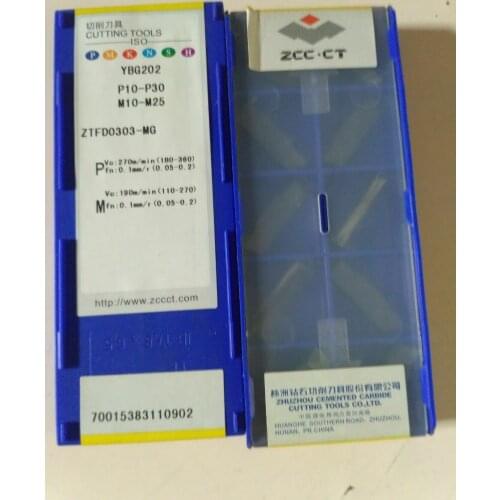 切削刀具
CUTTING TOOLS
ISO
P M K N S H
YBG202
P10-P30
M10-M25
ZTFD0303-MG
P Vc:270m/min(180-360)
fn:0.1mm/r(0.05-0.2)
M Vc:190m/min(110-270)
fn:0.1mm/r(0.05-0.2)
http://www.zccct.com
70015383110902
ZCC·CT
株洲钻石切削刀具股份有限公司
ZHUZHOU CEMENTED CARBIDE
CUTTING TOOLS CO.,LTD.
HUANGHE SOUTHERN ROAD, ZHUZHOU,
HUNAN, P.R.CHINA